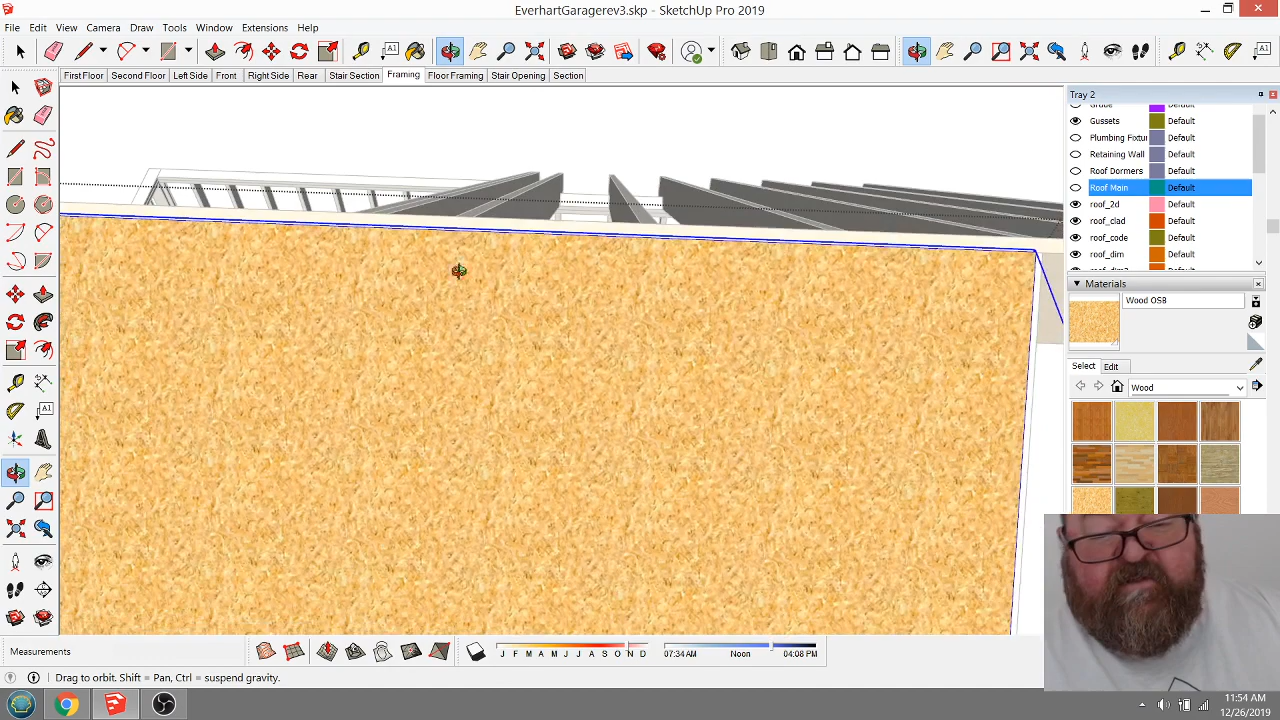 EverhartGaragerev3.skp - SketchUp Pro 2019
File Edit View Camera Draw Tools Window Extensions Help
First Floor Second Floor Left Side Front Right Side Rear Stair Section Framing Floor Framing Stair Opening Section
Tray 2
Default
Gussets Default
Plumbing Fixtu Default
Retaining Wall Default
Roof Dormers Default
Roof Main Default
roof_2d Default
roof_clad Default
roof_code Default
roof_dim Default
Materials
Wood OSB
Select Edit
Wood
Measurements
J F M A M J J A S O N D
07:34 AM Noon 04:08 PM
Drag to orbit. Shift = Pan, Ctrl = suspend gravity.
11:54 AM
12/26/2019